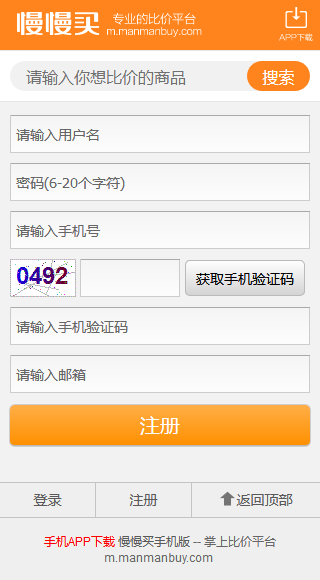 慢慢买 专业的比价平台
m.manmanbuy.com
APP下载
请输入你想比价的商品 搜索
请输入用户名
密码(6-20个字符)
请输入手机号
0492 获取手机验证码
请输入手机验证码
请输入邮箱
注册
登录 注册 返回顶部
手机APP下载 慢慢买手机版 -- 掌上比价平台
m.manmanbuy.com